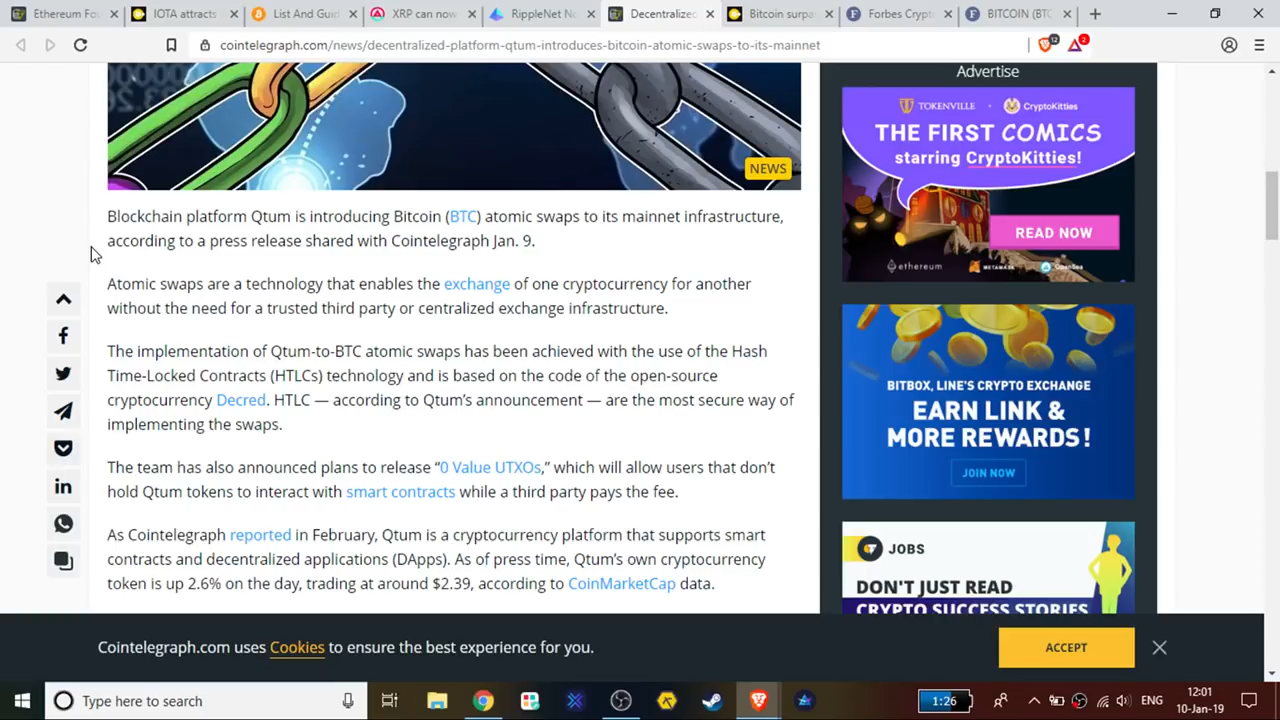 Ethereum Fou
IOTA attracts
List And Guid
XRP can now
RippleNet N
Decentralized
Bitcoin surpa
Forbes Crypt
BITCOIN (BTC
cointelegraph.com/news/decentralized-platform-qtum-introduces-bitcoin-atomic-swaps-to-its-mainnet
12
2
Advertise
TOKENVILLE
CryptoKitties
THE FIRST COMICS
starring CryptoKitties!
READ NOW
ethereum
METAMASK
OpenSea
NEWS
Blockchain platform Qtum is introducing Bitcoin (BTC) atomic swaps to its mainnet infrastructure,
according to a press release shared with Cointelegraph Jan. 9.
Atomic swaps are a technology that enables the exchange of one cryptocurrency for another
without the need for a trusted third party or centralized exchange infrastructure.
The implementation of Qtum-to-BTC atomic swaps has been achieved with the use of the Hash
Time-Locked Contracts (HTLCs) technology and is based on the code of the open-source
cryptocurrency Decred. HTLC — according to Qtum’s announcement — are the most secure way of
implementing the swaps.
The team has also announced plans to release “0 Value UTXOs,” which will allow users that don’t
hold Qtum tokens to interact with smart contracts while a third party pays the fee.
As Cointelegraph reported in February, Qtum is a cryptocurrency platform that supports smart
contracts and decentralized applications (DApps). As of press time, Qtum’s own cryptocurrency
token is up 2.6% on the day, trading at around $2.39, according to CoinMarketCap data.
BITBOX, LINE'S CRYPTO EXCHANGE
EARN LINK &
MORE REWARDS!
JOIN NOW
JOBS
DON'T JUST READ
CRYPTO SUCCESS STORIES
Cointelegraph.com uses Cookies to ensure the best experience for you.
ACCEPT
Type here to search
1:26
ENG
12:01
10-Jan-19